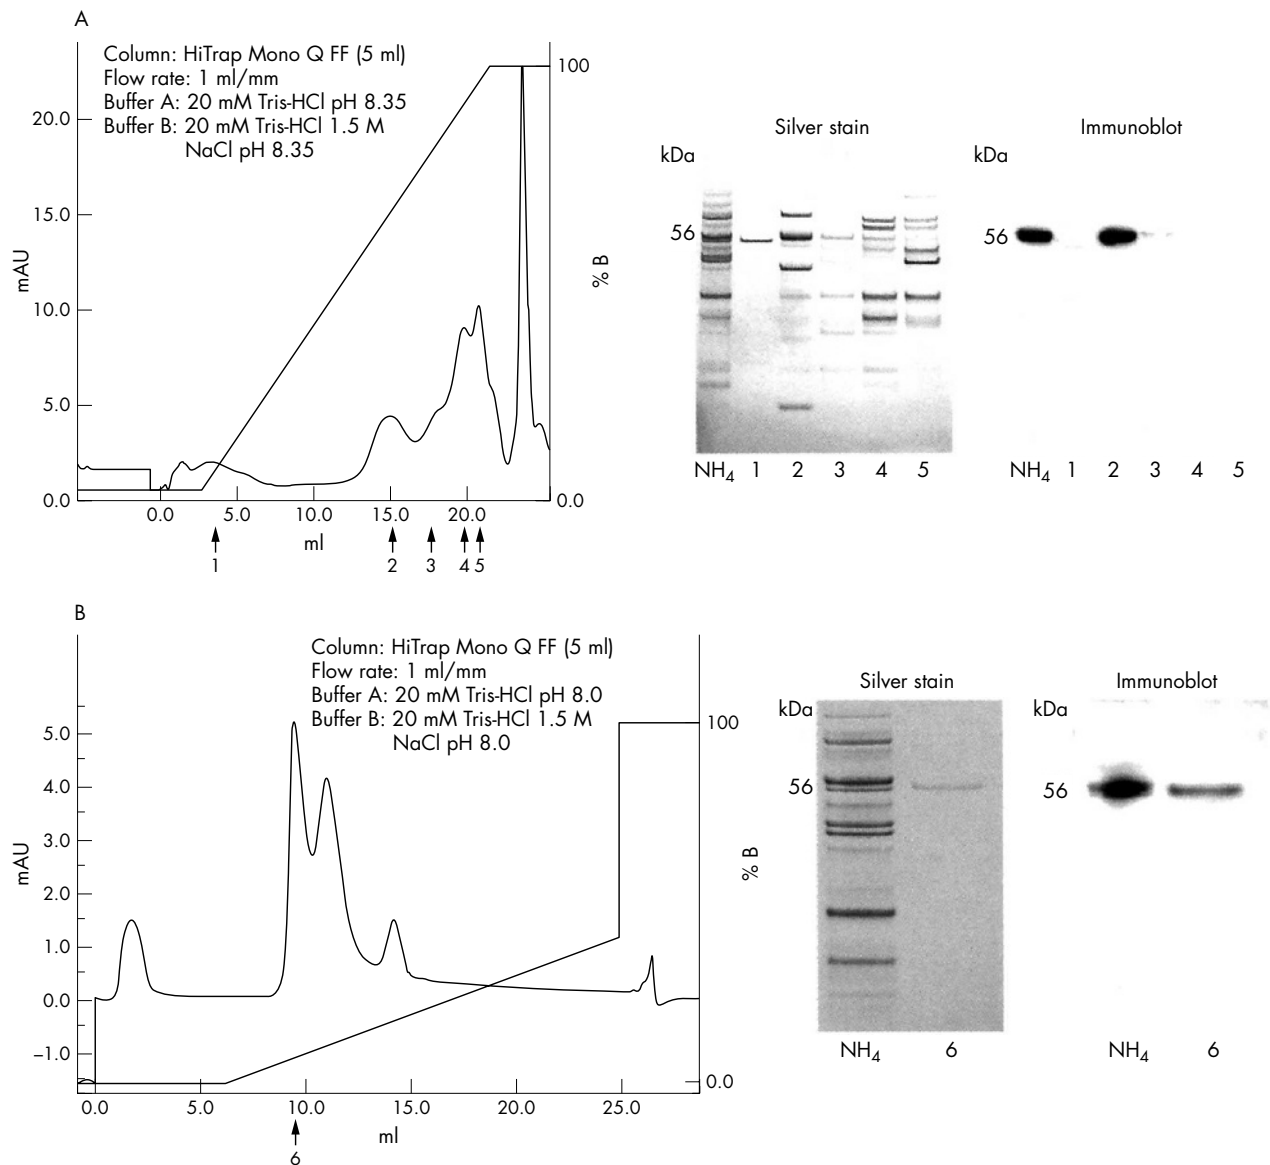 A
Column: HiTrap Mono Q FF (5 ml)
Flow rate: 1 ml/mm
Buffer A: 20 mM Tris-HCl pH 8.35
Buffer B: 20 mM Tris-HCl 1.5 M
NaCl pH 8.35
100
20.0
15.0
10.0
5.0
0.0
mAU
% B
0.0
0.0 5.0 10.0 15.0 20.0
ml
1 2 3 4 5
Silver stain
kDa
56
NH4 1 2 3 4 5
Immunoblot
kDa
56
NH4 1 2 3 4 5
B
Column: HiTrap Mono Q FF (5 ml)
Flow rate: 1 ml/mm
Buffer A: 20 mM Tris-HCl pH 8.0
Buffer B: 20 mM Tris-HCl 1.5 M
NaCl pH 8.0
100
5.0
4.0
3.0
2.0
1.0
0.0
–1.0
mAU
% B
0.0
0.0 5.0 10.0 15.0 20.0 25.0
ml
6
Silver stain
kDa
56
NH4 6
Immunoblot
kDa
56
NH4 6